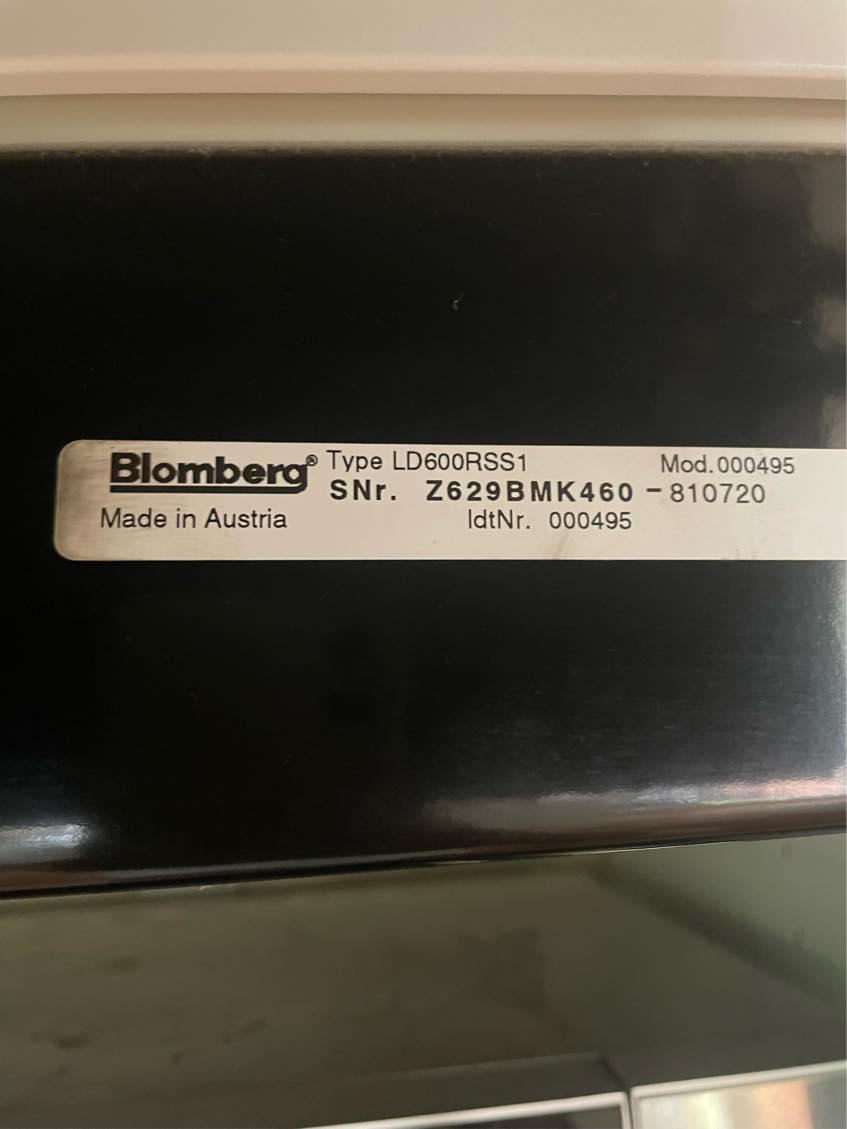 Blomberg® Type LD600RSS1 Mod.000495
SNr. Z629BMK460 - 810720
Made in Austria IdtNr. 000495